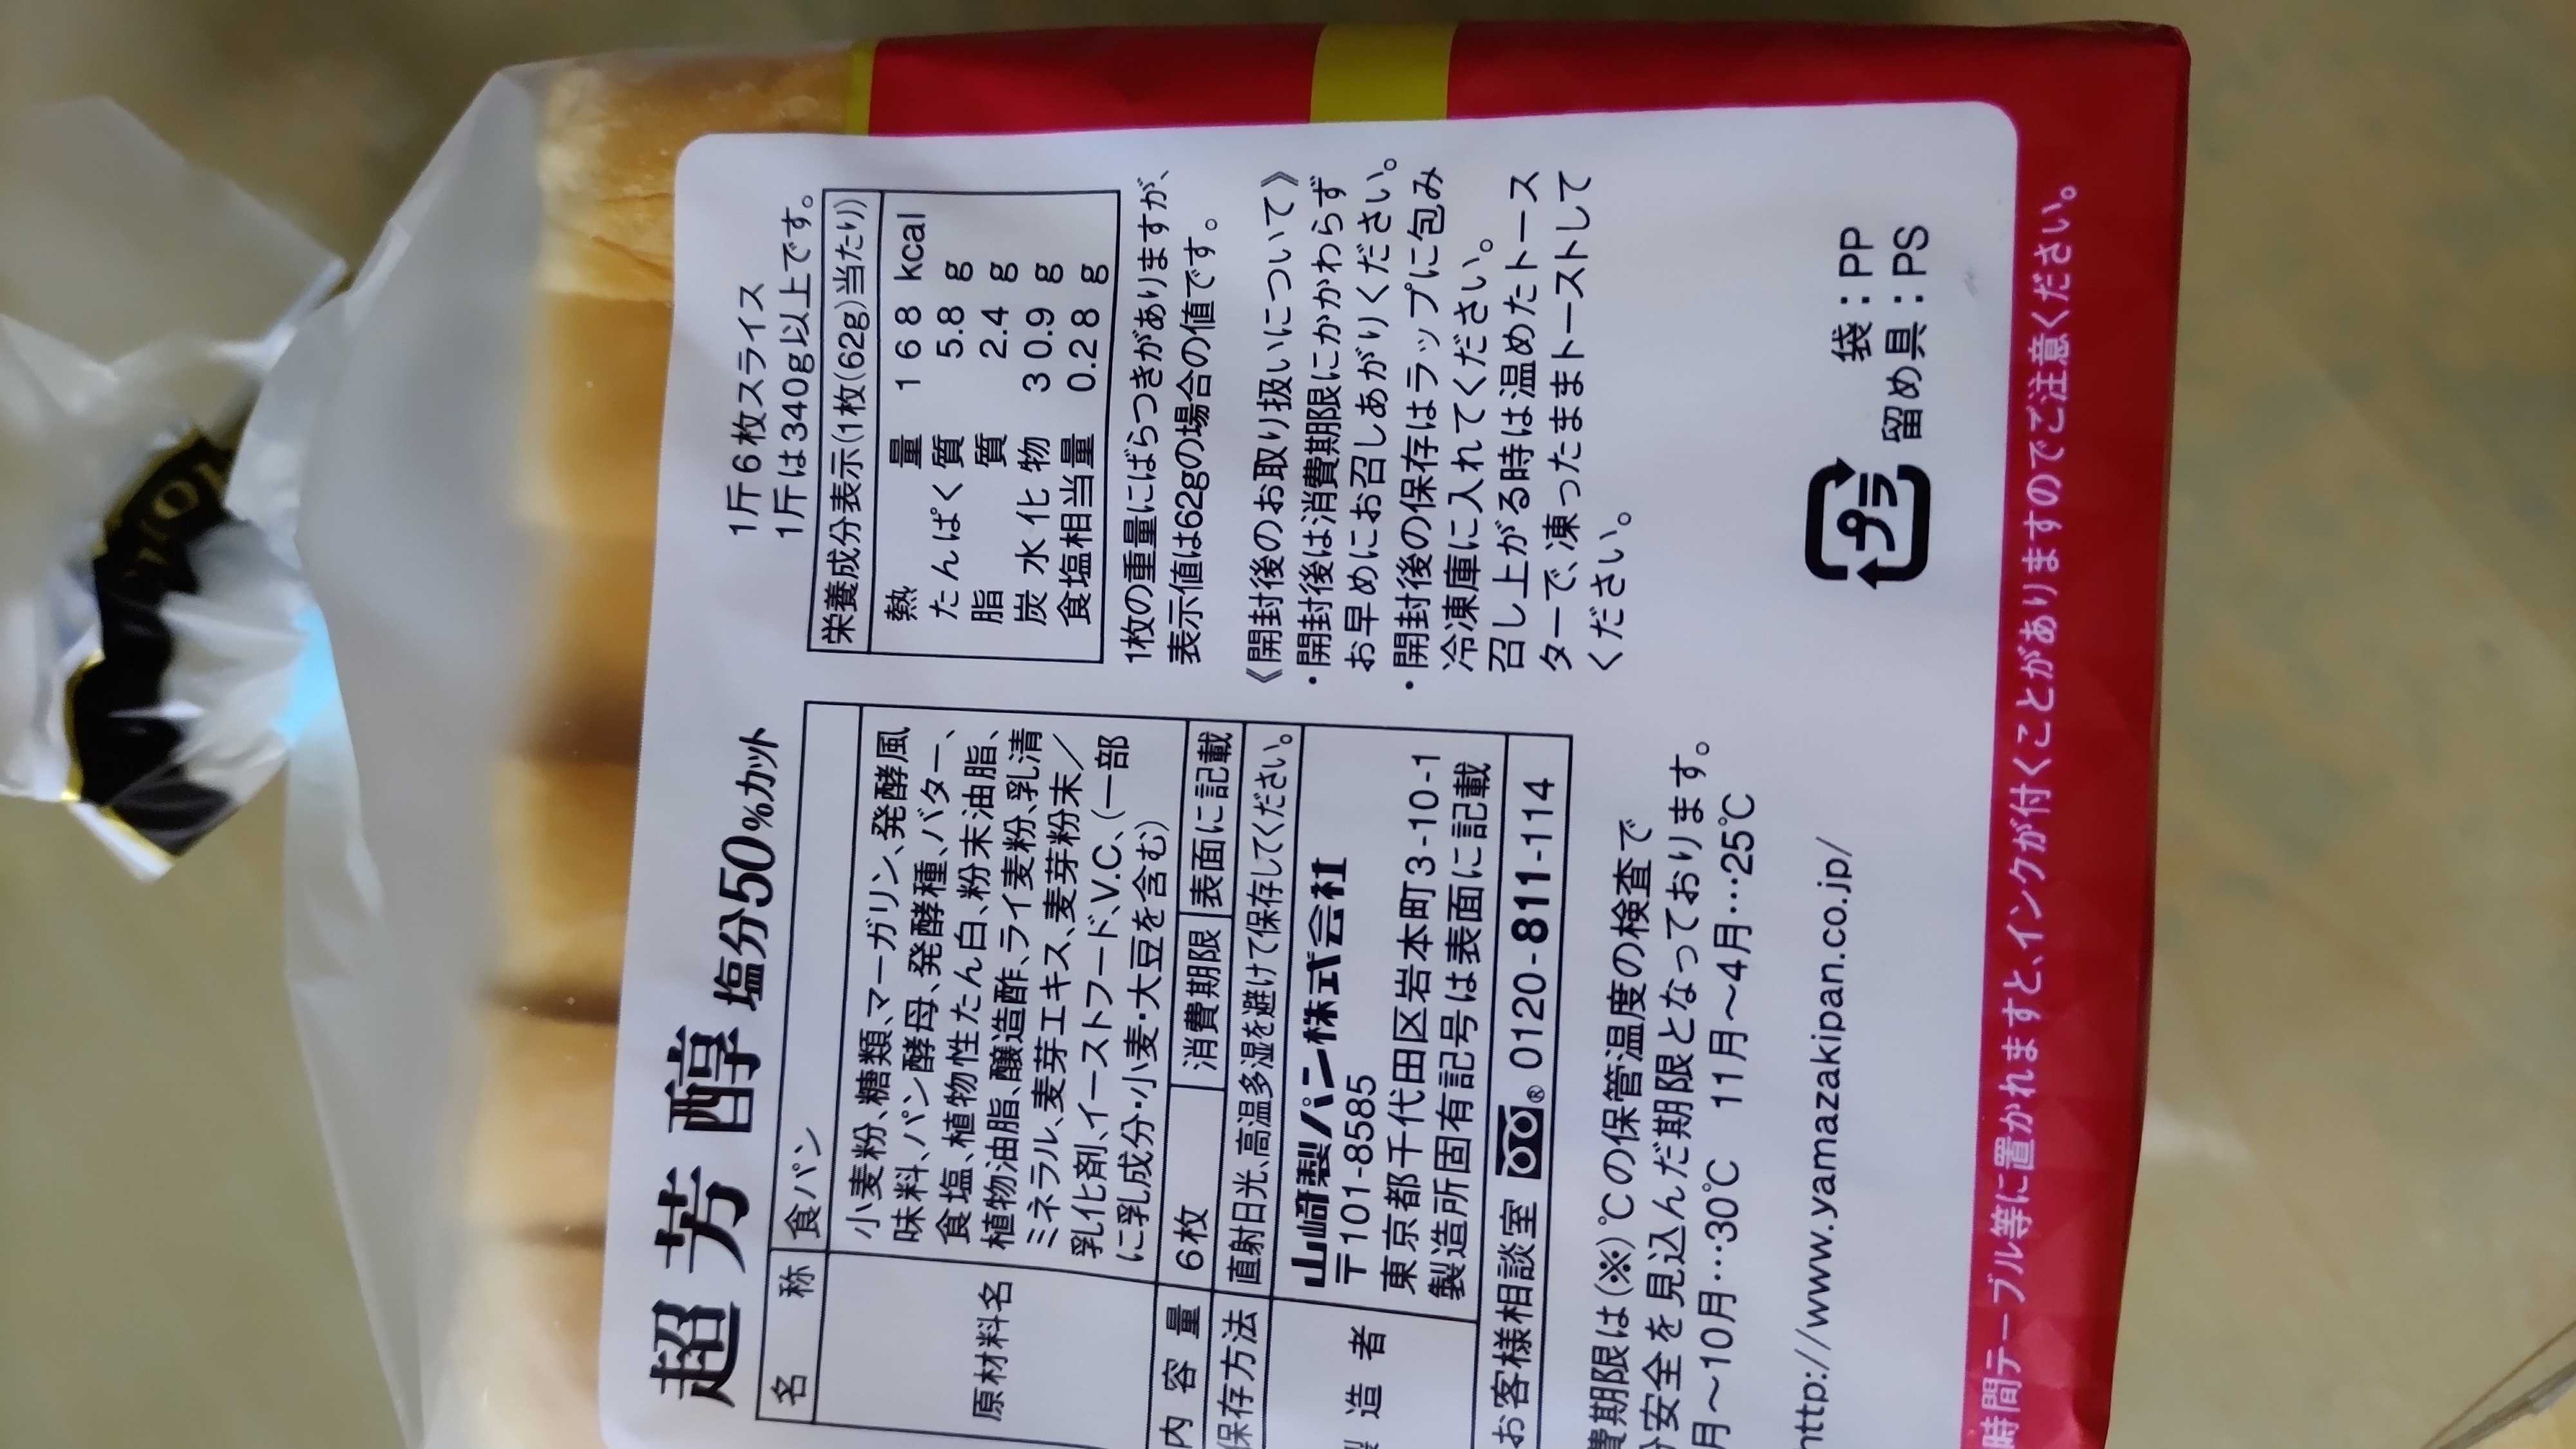 超芳醇 塩分50%カット
名称 食パン
原材料名 小麦粉、糖類、マーガリン、発酵風
味料、パン酵母、発酵種、バター、
食塩、植物性たん白、粉末油脂、
植物油脂、醸造酢、ライ麦粉、乳清
ミネラル、麦芽エキス、麦芽粉末／
乳化剤、イーストフード、V.C、(一部
に乳成分・小麦・大豆を含む)
内容量 6枚 消費期限 表面に記載
保存方法 直射日光、高温多湿を避けて保存してください。
造者 山崎製パン株式会社
〒101-8585
東京都千代田区岩本町3-10-1
製造所固有記号は表面に記載
お客様相談室 ® 0120-811-114
費期限は(※)℃の保管温度の検査で
安全を見込んだ期限となっております。
月〜10月…30℃ 11月〜4月…25℃
http://www.yamazakipan.co.jp/
1斤6枚スライス
1斤は340g以上です。
栄養成分表示(1枚(62g)当たり)
熱量 168 kcal
たんぱく質 5.8 g
脂質 2.4 g
炭水化物 30.9 g
食塩相当量 0.28 g
1枚の重量にばらつきがありますが、
表示値は62gの場合の値です。
《開封後のお取り扱いについて》
・開封後は消費期限にかかわらず
お早めにお召しあがりください。
・開封後の保存はラップに包み
冷凍庫に入れてください。
召し上がる時は温めたトース
ターで、凍ったままトーストして
ください。
プラ
袋：PP
留め具：PS
時間テーブル等に置かれますと、インクが付くことがありますのでご注意ください。